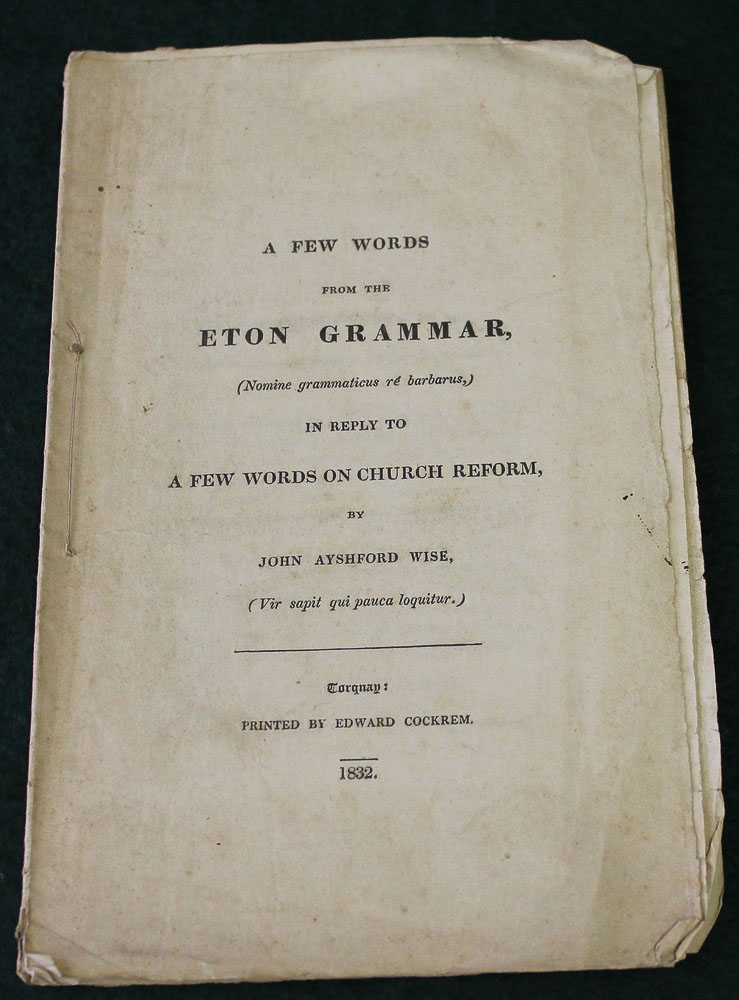 A FEW WORDS
FROM THE
ETON GRAMMAR,
(Nomine grammaticus ré barbarus,)
IN REPLY TO
A FEW WORDS ON CHURCH REFORM,
BY
JOHN AYSHFORD WISE,
(Vir sapit qui pauca loquitur.)
Torquay:
PRINTED BY EDWARD COCKREM.
1832.